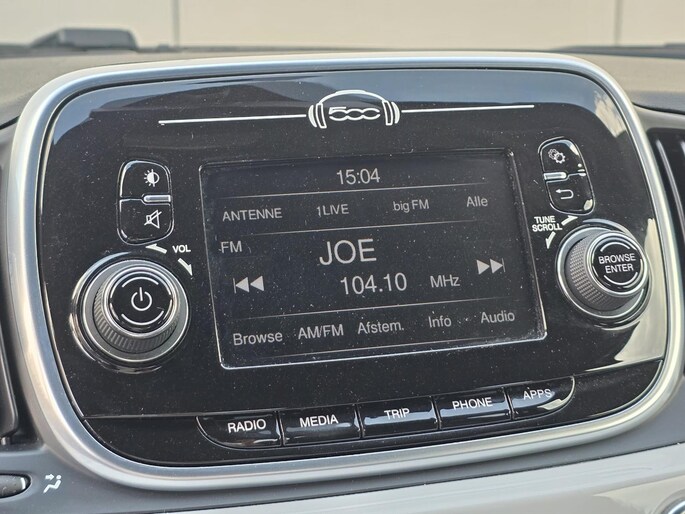 500
15:04
ANTENNE 1LIVE big FM Alle
FM
JOE
104.10 MHz
Browse AM/FM Afstem. Info Audio
VOL
TUNE
SCROLL
BROWSE
ENTER
RADIO MEDIA TRIP PHONE APPS